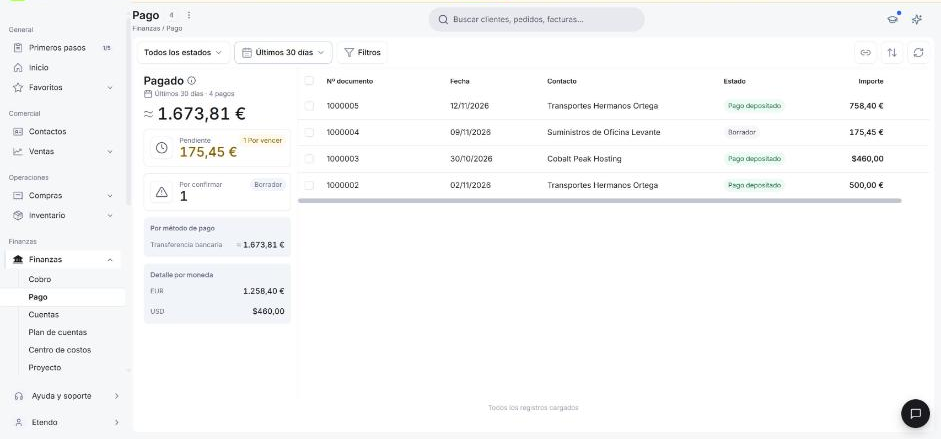 Pago 4
Finanzas / Pago
Buscar clientes, pedidos, facturas...
General
Primeros pasos 1/5
Inicio
Favoritos
Comercial
Contactos
Ventas
Operaciones
Compras
Inventario
Finanzas
Finanzas
Cobro
Pago
Cuentas
Plan de cuentas
Centro de costos
Proyecto
Ayuda y soporte
Etendo
Todos los estados
Últimos 30 días
Filtros
Pagado
Últimos 30 días · 4 pagos
≈ 1.673,81 €
Pendiente 1 Por vencer
175,45 €
Por confirmar Borrador
1
Por método de pago
Transferencia bancaria ≈ 1.673,81 €
Detalle por moneda
EUR 1.258,40 €
USD $460,00
Nº documento Fecha Contacto Estado Importe
1000005 12/11/2026 Transportes Hermanos Ortega Pago depositado 758,40 €
1000004 09/11/2026 Suministros de Oficina Levante Borrador 175,45 €
1000003 30/10/2026 Cobalt Peak Hosting Pago depositado $460,00
1000002 02/11/2026 Transportes Hermanos Ortega Pago depositado 500,00 €
Todos los registros cargados